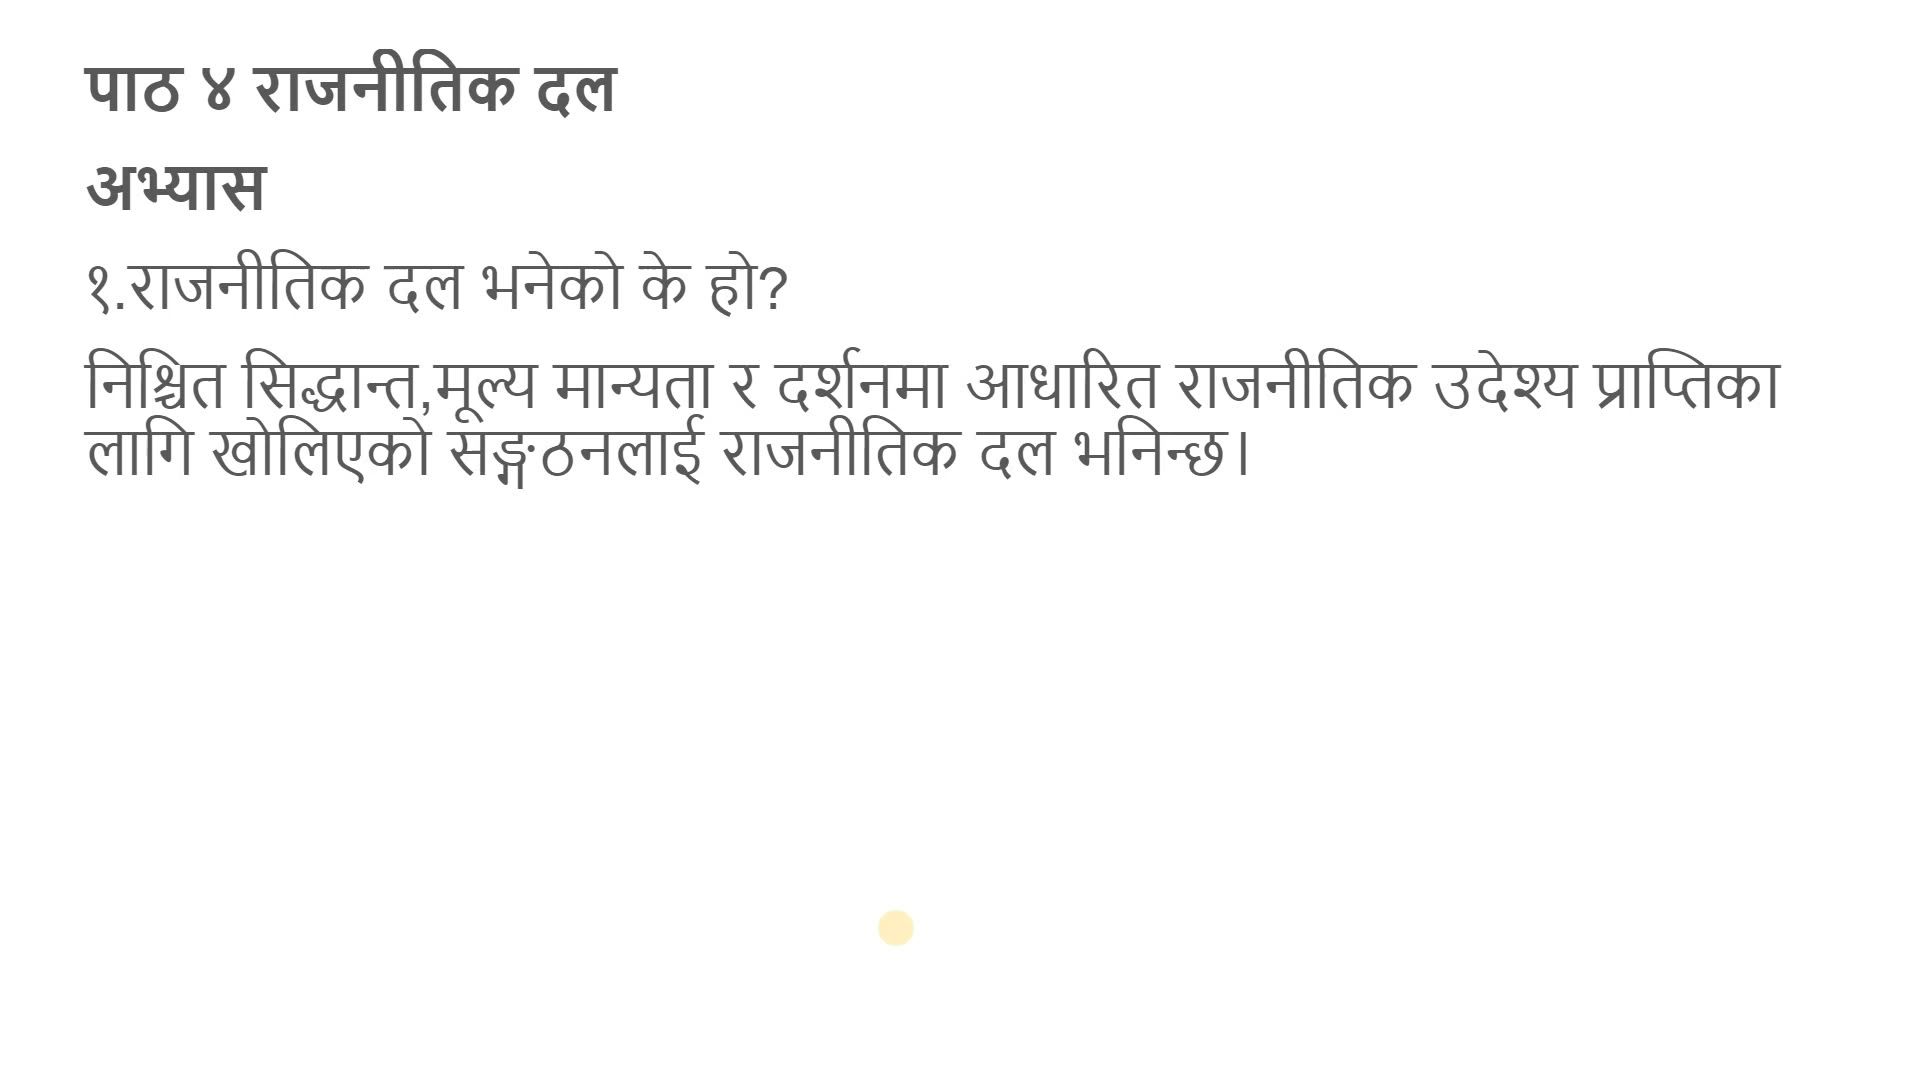 पाठ ४ राजनीतिक दल
अभ्यास
१.राजनीतिक दल भनेको के हो?
निश्चित सिद्धान्त,मूल्य मान्यता र दर्शनमा आधारित राजनीतिक उदेश्य प्राप्तिका
लागि खोलिएको सङ्गठनलाई राजनीतिक दल भनिन्छ।